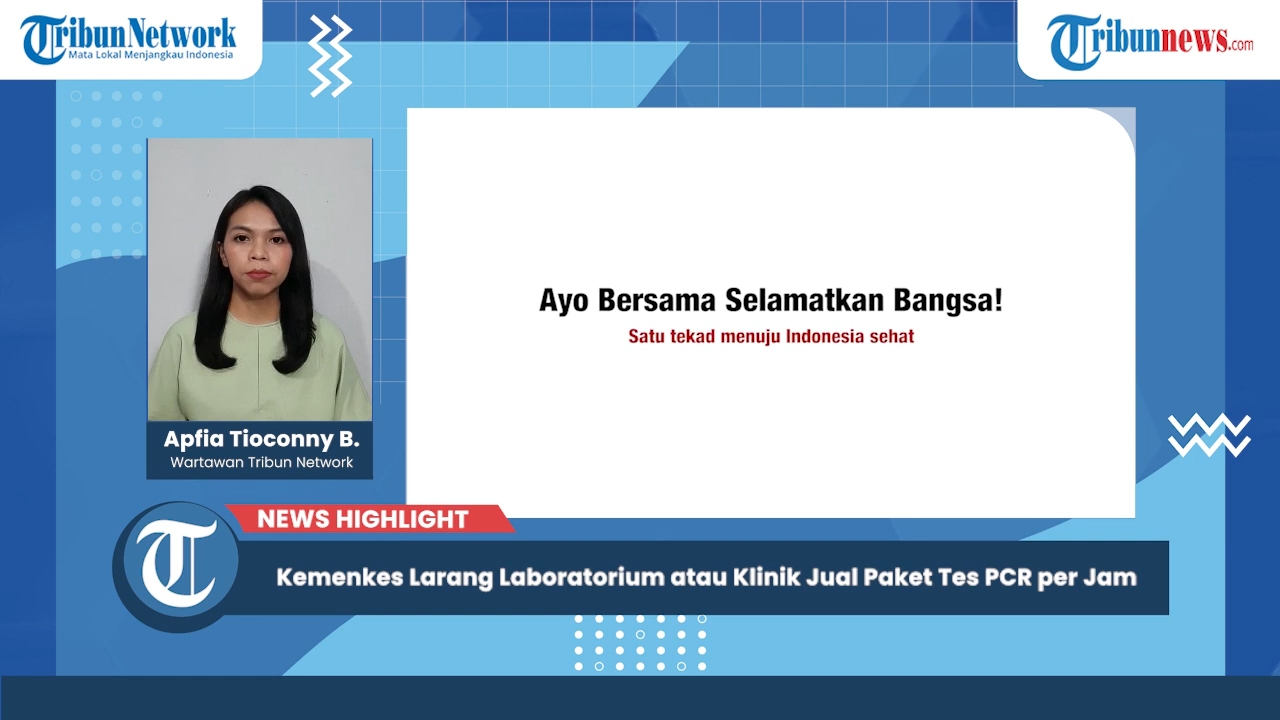 TribunNetwork
Mata Lokal Menjangkau Indonesia
Tribunnews.com
Ayo Bersama Selamatkan Bangsa!
Satu tekad menuju Indonesia sehat
Apfia Tioconny B.
Wartawan Tribun Network
NEWS HIGHLIGHT
T
Kemenkes Larang Laboratorium atau Klinik Jual Paket Tes PCR per Jam